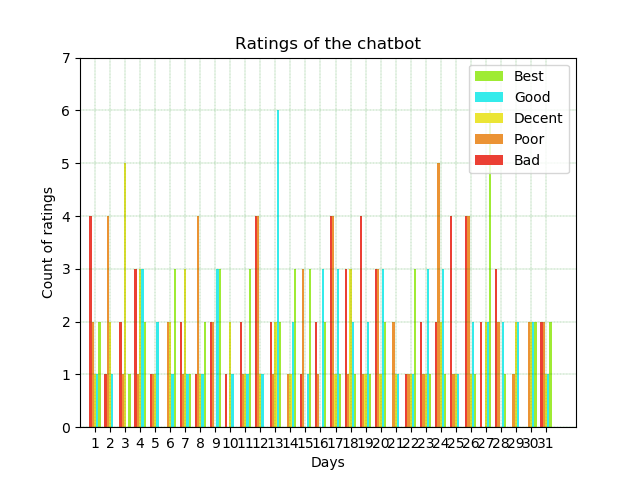 Ratings of the chatbot
7
6
5
4
3
2
1
0
Count of ratings
Best
Good
Decent
Poor
Bad
1 2 3 4 5 6 7 8 9 10 11 12 13 14 15 16 17 18 19 20 21 22 23 24 25 26 27 28 29 30 31
Days